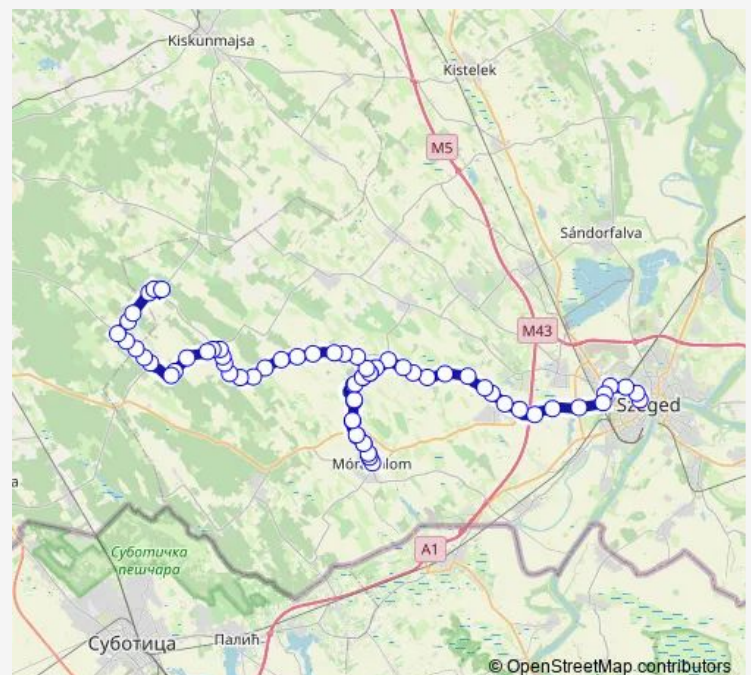 Kiskunmajsa
Kistelek
M5
Sándorfalva
M43
Szeged
a
A1
Суботичка
пешчара
Суботица
Палић
© OpenStreetMap contributors